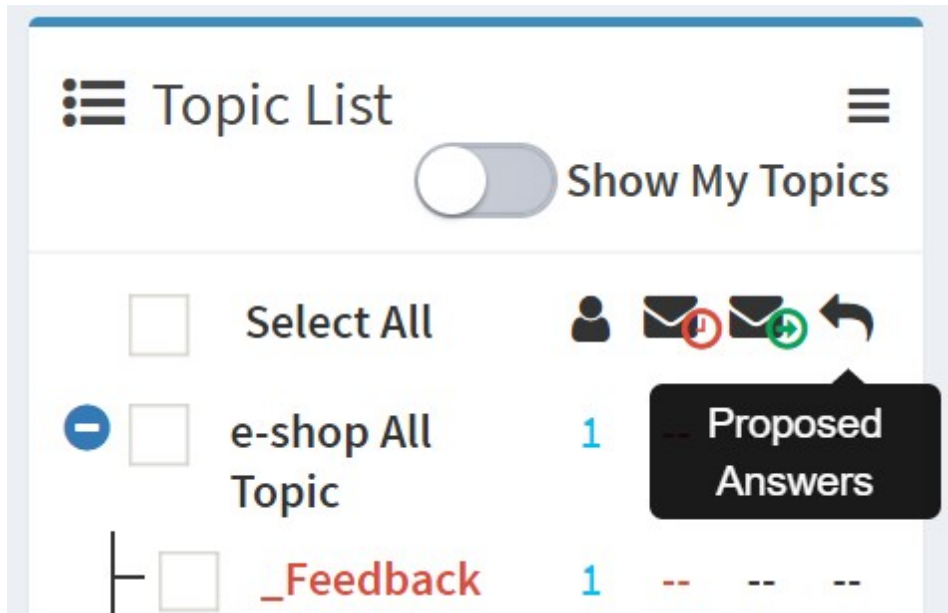 Topic List
Show My Topics
Select All
e-shop All 1 --
Topic
Proposed
Answers
_Feedback 1 -- -- --